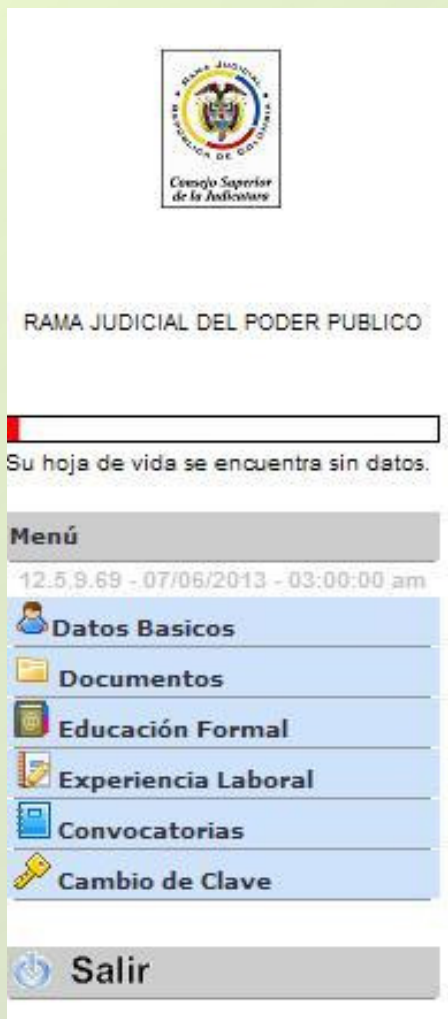 RAMA JUDICIAL
REPUBLICA DE COLOMBIA
Consejo Superior
de la Judicatura
RAMA JUDICIAL DEL PODER PUBLICO
Su hoja de vida se encuentra sin datos.
Menú
12.5.9.69 - 07/06/2013 - 03:00:00 am
Datos Basicos
Documentos
Educación Formal
Experiencia Laboral
Convocatorias
Cambio de Clave
Salir